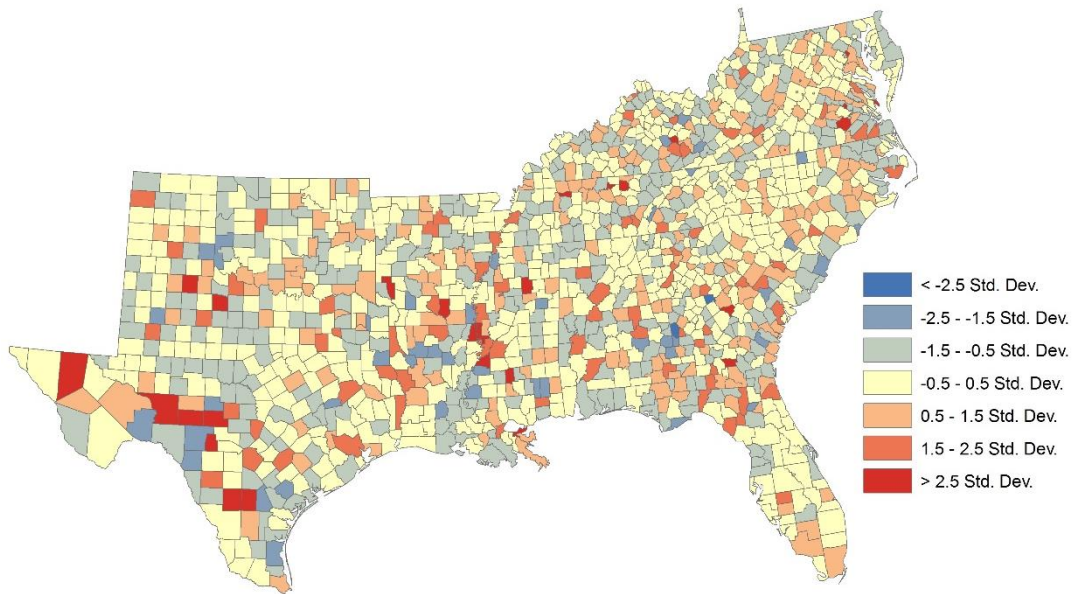 < -2.5 Std. Dev.
-2.5 - -1.5 Std. Dev.
-1.5 - -0.5 Std. Dev.
-0.5 - 0.5 Std. Dev.
0.5 - 1.5 Std. Dev.
1.5 - 2.5 Std. Dev.
> 2.5 Std. Dev.